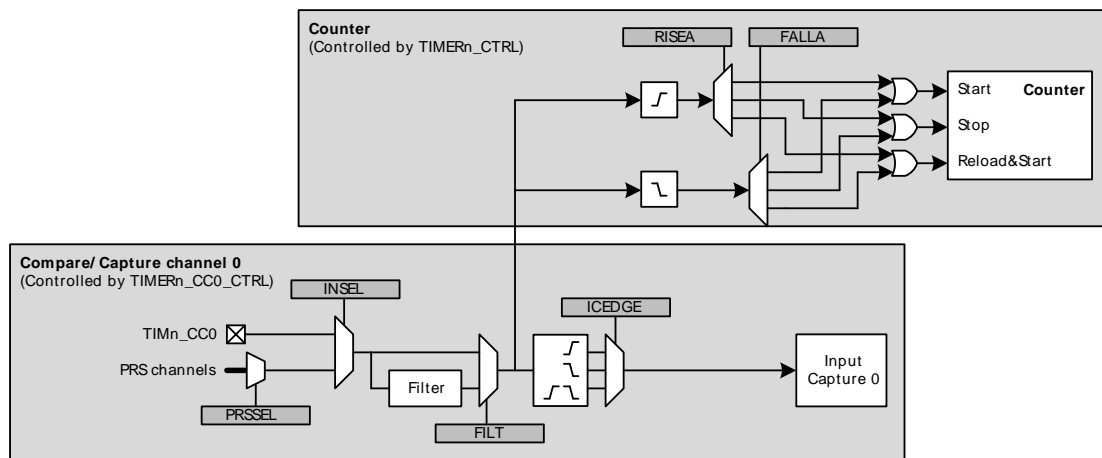 Counter
(Controlled by TIMERn_CTRL)
RISEA
FALLA
Start
Counter
Stop
Reload&Start
Compare/ Capture channel 0
(Controlled by TIMERn_CC0_CTRL)
INSEL
ICEDGE
TIMn_CC0
PRS channels
Filter
Input
Capture 0
PRSSEL
FILT